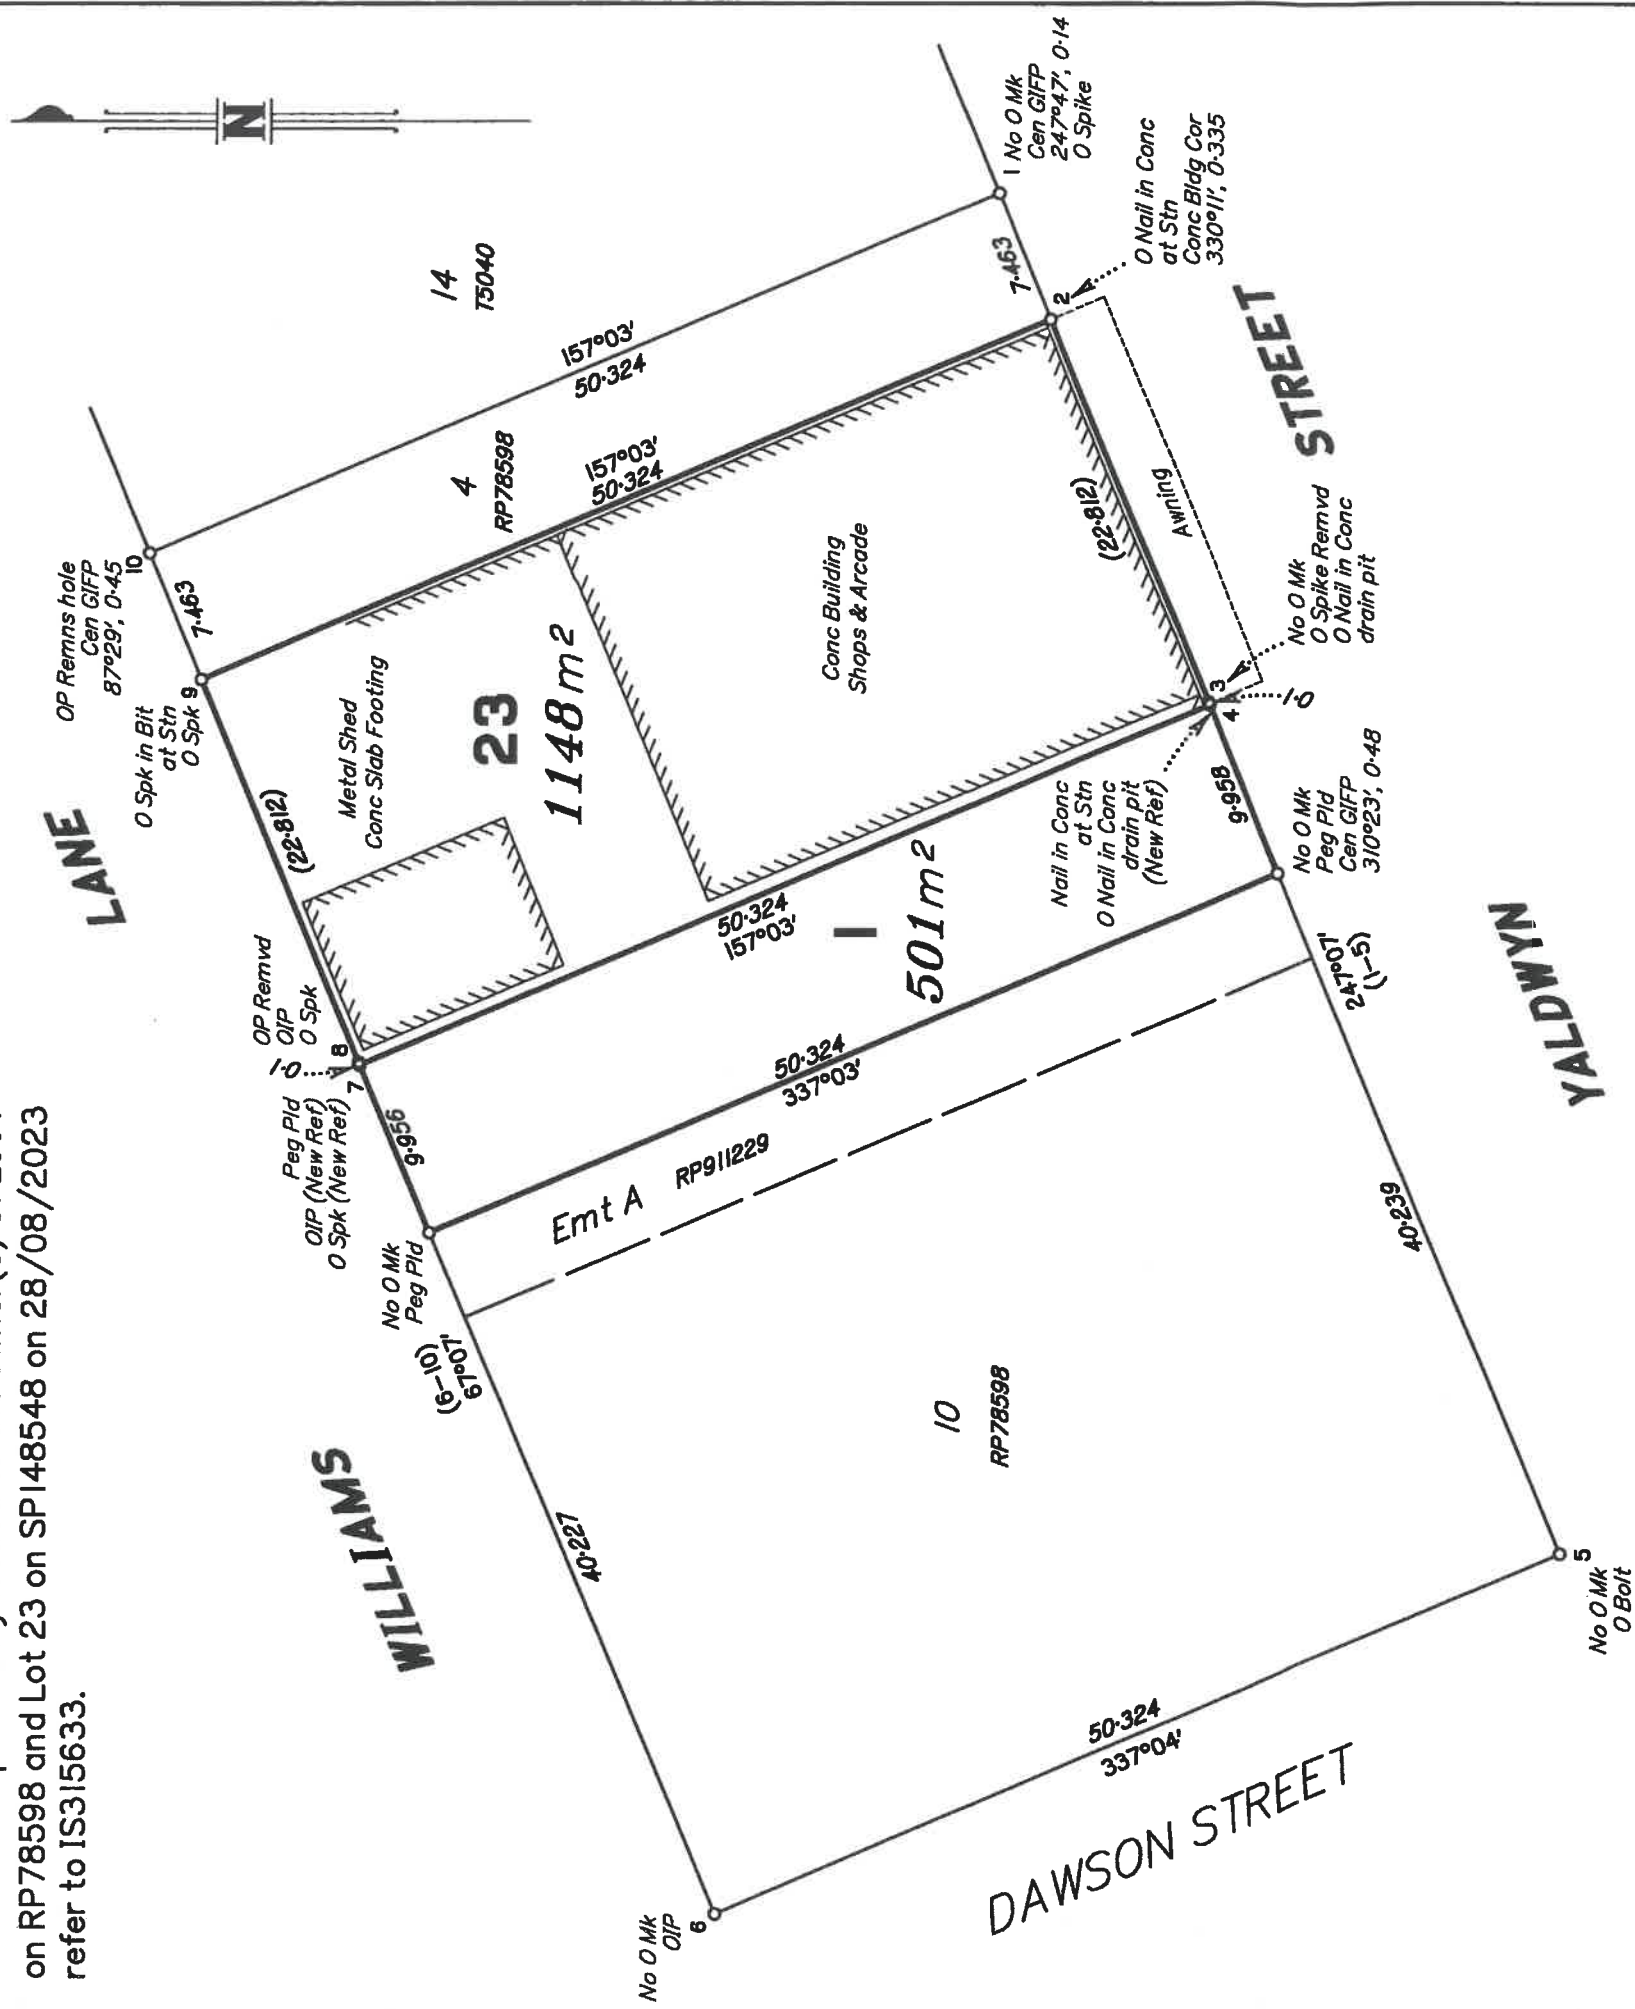 on RP78598 and Lot 23 on SP148548 on 28/08/2023
refer to IS315633.
N
WILLIAMS
LANE
OP Remns hole
Cen GIFP
87°29', 0·45
10
O Spk in Bit
at Stn
O Spk
9
7·463
14
T5040
157°03'
50·324
4
RP78598
157°03'
50·324
1
No O Mk
Cen GIFP
247°47', 0·14
O Spike
7·463
2
O Nail in Conc
at Stn
Conc Bldg Cor
330°11', 0·335
OP Removd
OIP
O Spk
8
1·0
7
(22·812)
Metal Shed
Conc Slab Footing
23
1148m²
Conc Building
Shops & Arcade
(22·812)
Awning
3
No O Mk
O Spike Remvd
O Nail in Conc
drain pit
4
1·0
Peg Pld
OIP (New Ref)
O Spk (New Ref)
9·956
50·324
157°03'
1
501m²
Nail in Conc
at Stn
O Nail in Conc
drain pit
(New Ref)
9·958
No O Mk
Peg Pld
Cen GIFP
310°23', 0·48
No O Mk
Peg Pld
50·324
337°03'
Emt A
RP911229
(6-10)
67°07'
247°07'
(1-5)
40·227
10
RP78598
40·239
YALDWYN
STREET
No O Mk
OIP
6
50·324
337°04'
5
No O Mk
O Bolt
DAWSON STREET